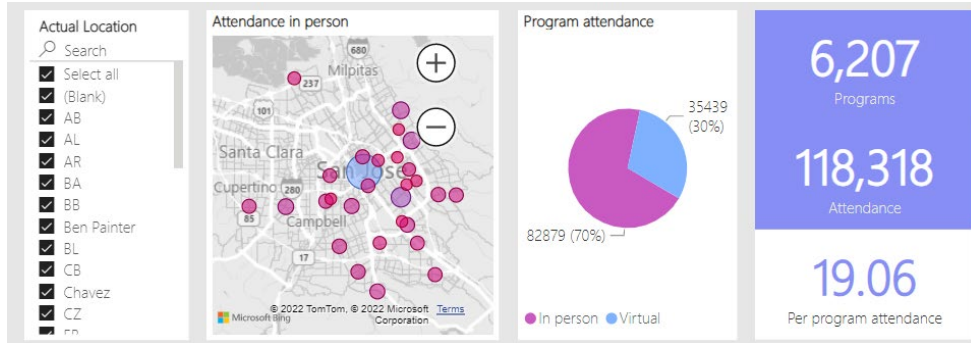 Actual Location
Search
Select all
(Blank)
AB
AL
AR
BA
BB
Ben Painter
BL
CB
Chavez
CZ
Attendance in person
680
Milpitas
237
101
Santa Clara
San Jose
Cupertino
280
85
Campbell
17
© 2022 TomTom, © 2022 Microsoft Corporation Terms
Microsoft Bing
Program attendance
35439
(30%)
82879 (70%)
In person Virtual
6,207
Programs
118,318
Attendance
19.06
Per program attendance